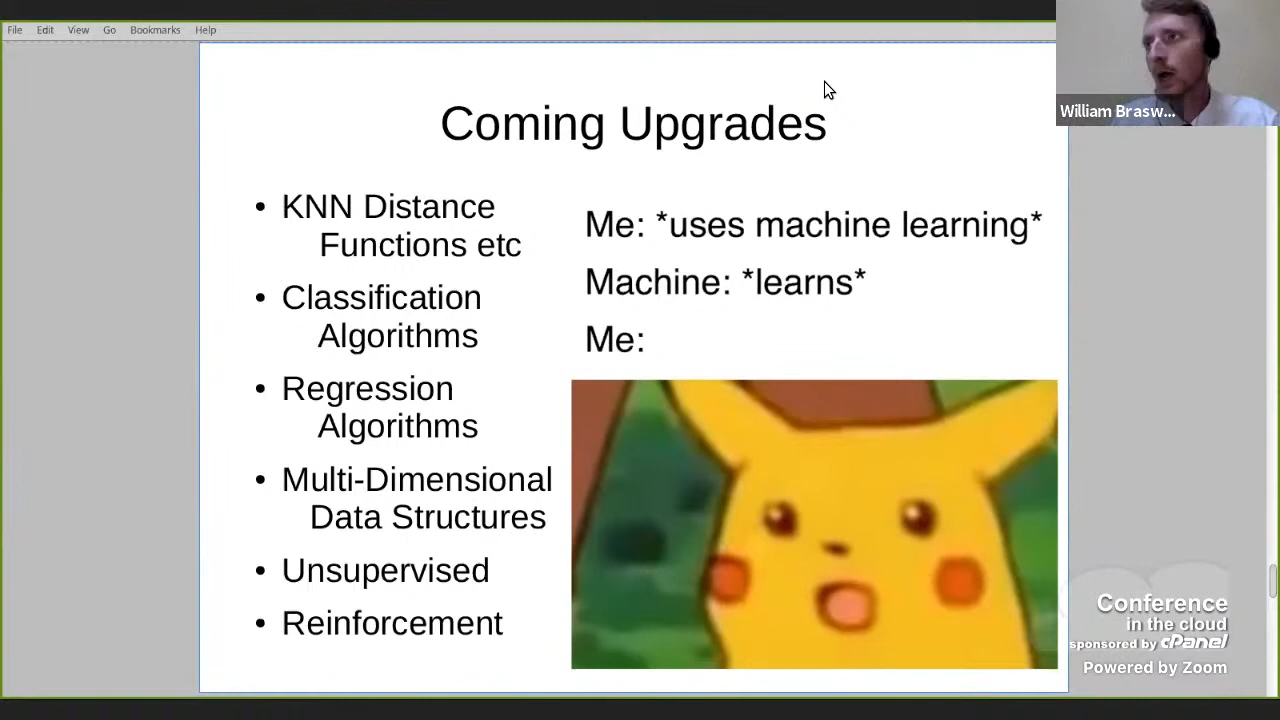 File Edit View Go Bookmarks Help
William Brasw...
Coming Upgrades
• KNN Distance
Functions etc
• Classification
Algorithms
• Regression
Algorithms
• Multi-Dimensional
Data Structures
• Unsupervised
• Reinforcement
Me: *uses machine learning*
Machine: *learns*
Me:
Conference
in the cloud
sponsored by cPanel
Powered by Zoom